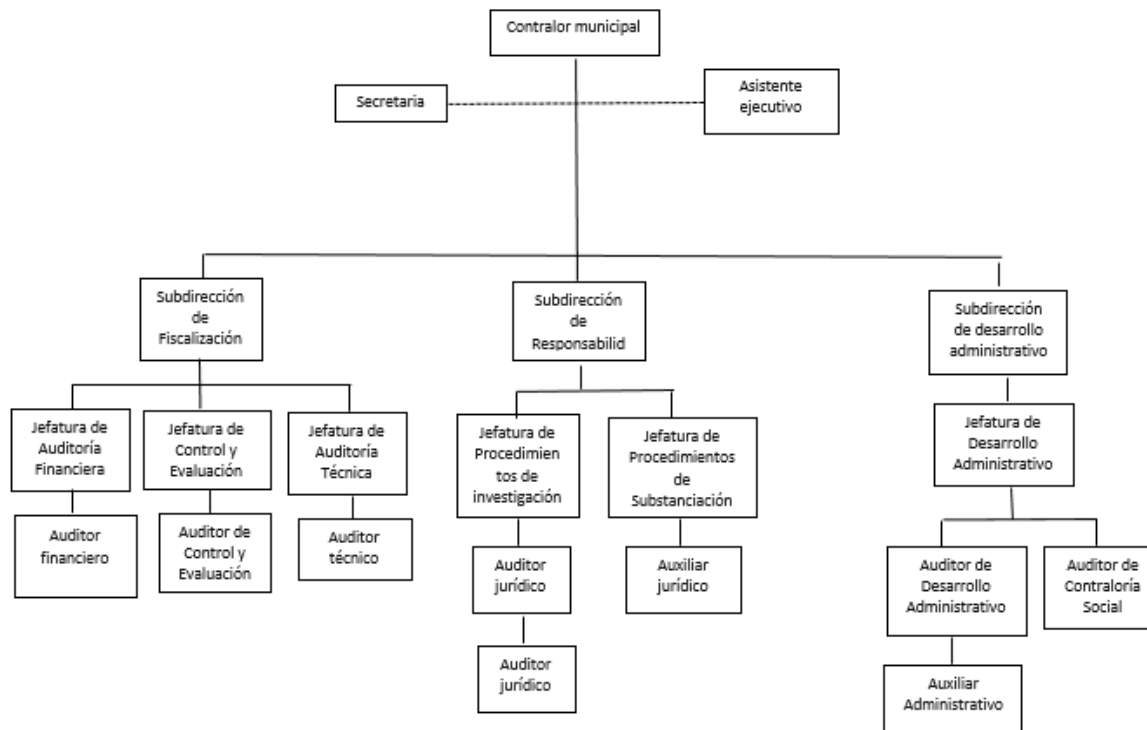 Contralor municipal
Secretaria
Asistente
ejecutivo
Subdirección
de
Fiscalización
Subdirección
de
Responsabilid
Subdirección
de desarrollo
administrativo
Jefatura de
Auditoría
Financiera
Jefatura de
Control y
Evaluación
Jefatura de
Auditoría
Técnica
Jefatura de
Procedimien
tos de
investigación
Jefatura de
Procedimientos
de
Substanciación
Jefatura de
Desarrollo
Administrativo
Auditor
financiero
Auditor de
Control y
Evaluación
Auditor
técnico
Auditor
jurídico
Auxiliar
jurídico
Auditor de
Desarrollo
Administrativo
Auditor de
Contraloría
Social
Auditor
jurídico
Auxiliar
Administrativo